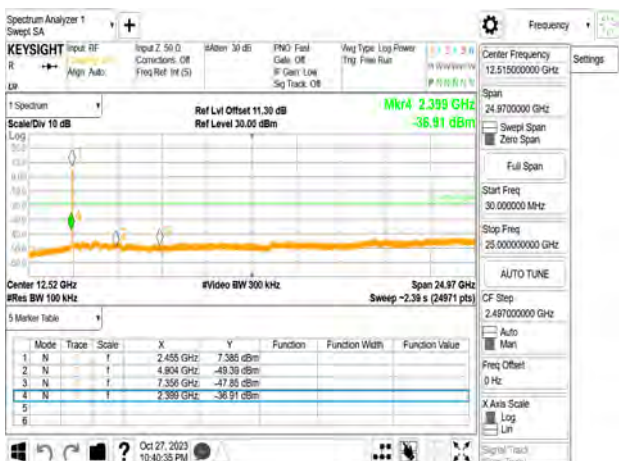 Spectrum Analyzer 1
Swept SA
+
Frequency
KEYSIGHT
Input: RF
Input Z: 50 Ω
#Atten: 30 dB
PNO: Fast
Avg Type: Log-Power
R
Corrections: Off
Gate: Off
Trig: Free Run
Align: Auto
Freq Ref: Int (S)
IF Gain: Low
Sig Track: Off
P N N N N N
Center Frequency
12.515000000 GHz
Settings
Span
24.9700000 GHz
Swept Span
Zero Span
Full Span
Start Freq
30.000000 MHz
Stop Freq
25.000000000 GHz
AUTO TUNE
CF Step
2.497000000 GHz
Auto
Man
Freq Offset
0 Hz
X Axis Scale
Log
Lin
Signal Track
1 Spectrum
Ref Lvl Offset 11.30 dB
Mkr4 2.399 GHz
Scale/Div 10 dB
Ref Level 30.00 dBm
-36.91 dBm
Log
Center 12.52 GHz
#Video BW 300 kHz
Span 24.97 GHz
#Res BW 100 kHz
Sweep ~2.39 s (24971 pts)
5 Marker Table
Mode Trace Scale X Y Function Function Width Function Value
1 N f 2.455 GHz 7.385 dBm
2 N f 4.904 GHz -49.39 dBm
3 N f 7.356 GHz -47.85 dBm
4 N f 2.399 GHz -36.91 dBm
5
6
?
Oct 27, 2023
10:40:35 PM